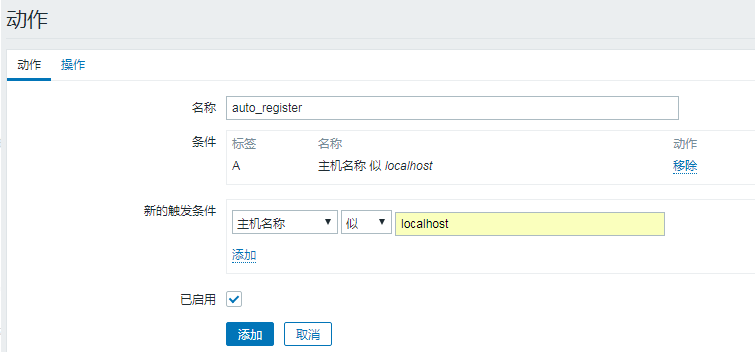 动作
动作 操作
名称 auto_register
条件 标签 名称 动作
A 主机名称 似 localhost 移除
新的触发条件 主机名称 似 localhost
添加
已启用
添加 取消